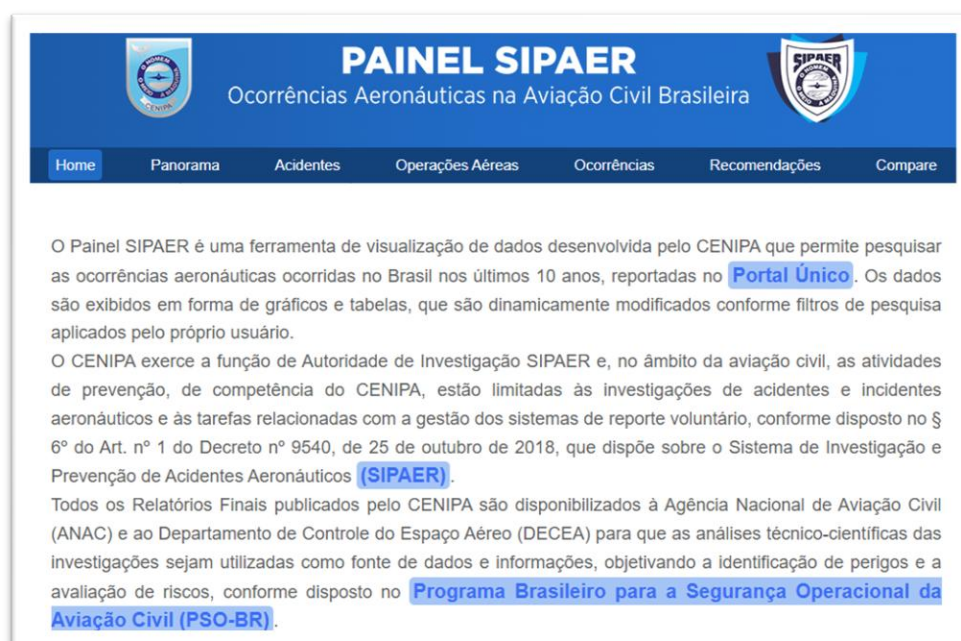 PAINEL SIPAER
Ocorrências Aeronáuticas na Aviação Civil Brasileira
CENIPA
SIPAER
Home Panorama Acidentes Operações Aéreas Ocorrências Recomendações Compare
O Painel SIPAER é uma ferramenta de visualização de dados desenvolvida pelo CENIPA que permite pesquisar
as ocorrências aeronáuticas ocorridas no Brasil nos últimos 10 anos, reportadas no Portal Único. Os dados
são exibidos em forma de gráficos e tabelas, que são dinamicamente modificados conforme filtros de pesquisa
aplicados pelo próprio usuário.
O CENIPA exerce a função de Autoridade de Investigação SIPAER e, no âmbito da aviação civil, as atividades
de prevenção, de competência do CENIPA, estão limitadas às investigações de acidentes e incidentes
aeronáuticos e às tarefas relacionadas com a gestão dos sistemas de reporte voluntário, conforme disposto no §
6º do Art. nº 1 do Decreto nº 9540, de 25 de outubro de 2018, que dispõe sobre o Sistema de Investigação e
Prevenção de Acidentes Aeronáuticos (SIPAER).
Todos os Relatórios Finais publicados pelo CENIPA são disponibilizados à Agência Nacional de Aviação Civil
(ANAC) e ao Departamento de Controle do Espaço Aéreo (DECEA) para que as análises técnico-científicas das
investigações sejam utilizadas como fonte de dados e informações, objetivando a identificação de perigos e a
avaliação de riscos, conforme disposto no Programa Brasileiro para a Segurança Operacional da
Aviação Civil (PSO-BR).